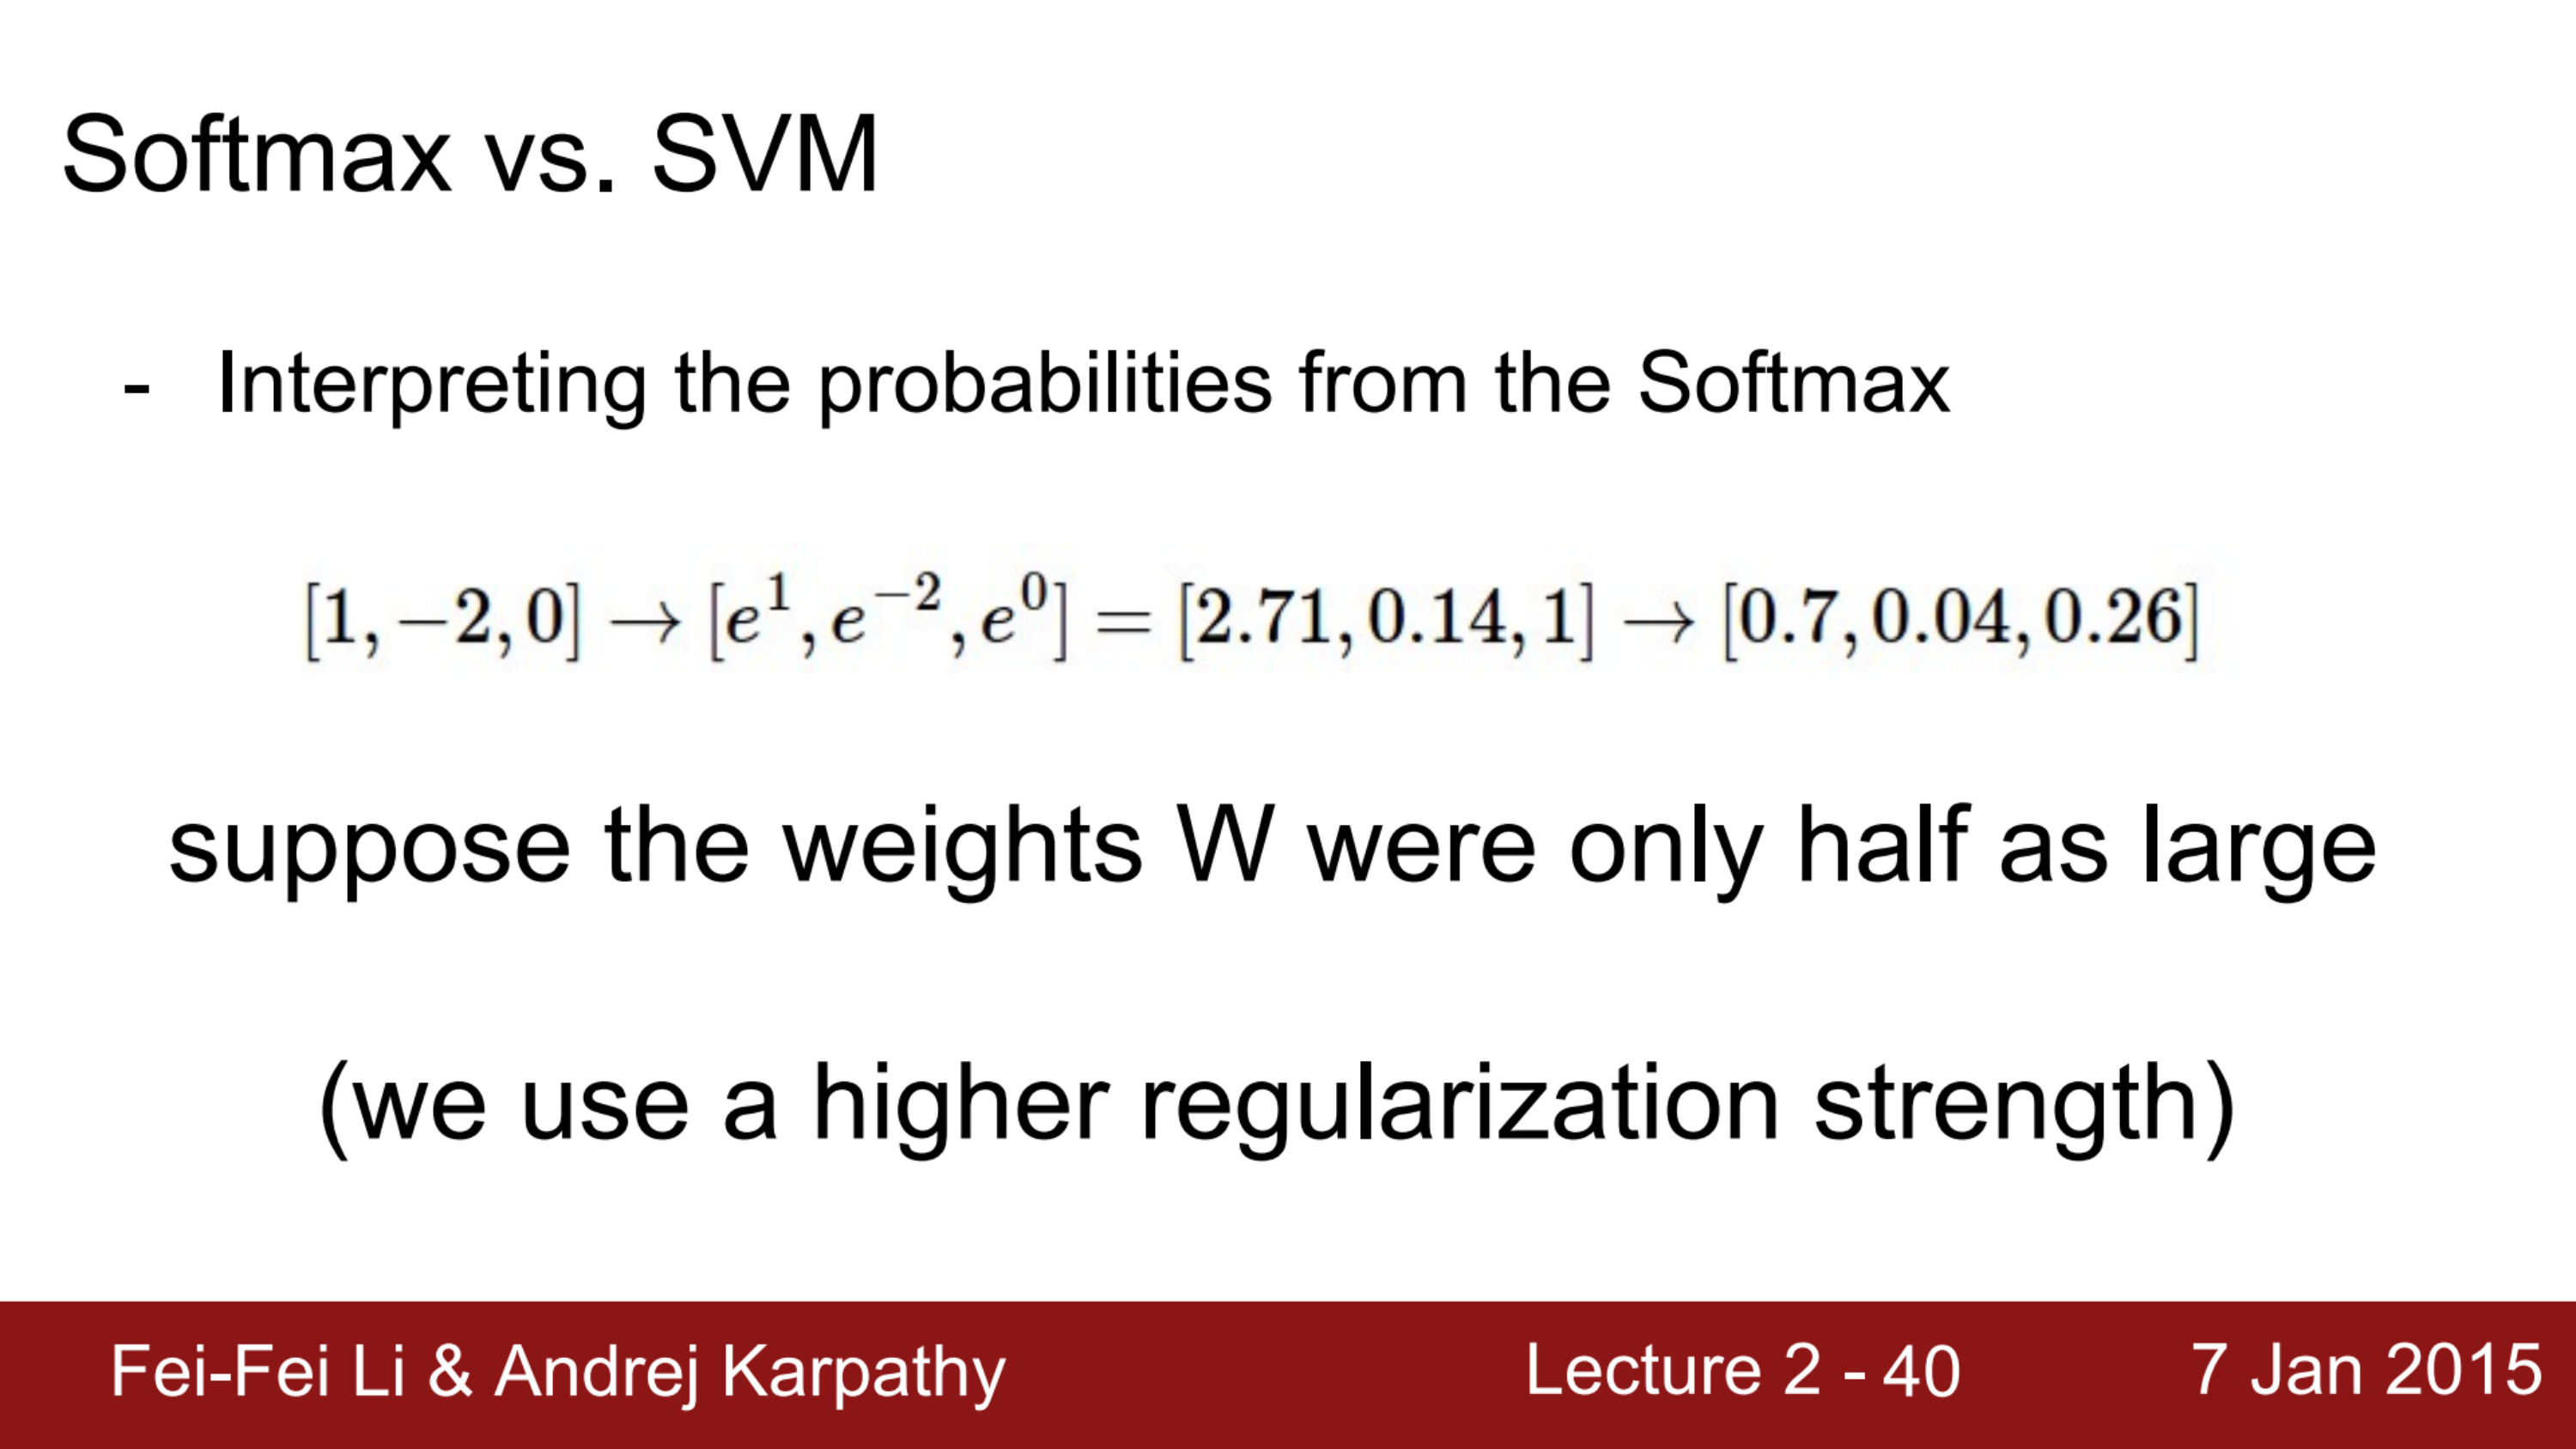 Softmax vs. SVM
- Interpreting the probabilities from the Softmax
[1, −2, 0] → [e^1, e^−2, e^0] = [2.71, 0.14, 1] → [0.7, 0.04, 0.26]
suppose the weights W were only half as large
(we use a higher regularization strength)
Fei-Fei Li & Andrej Karpathy Lecture 2 - 40 7 Jan 2015